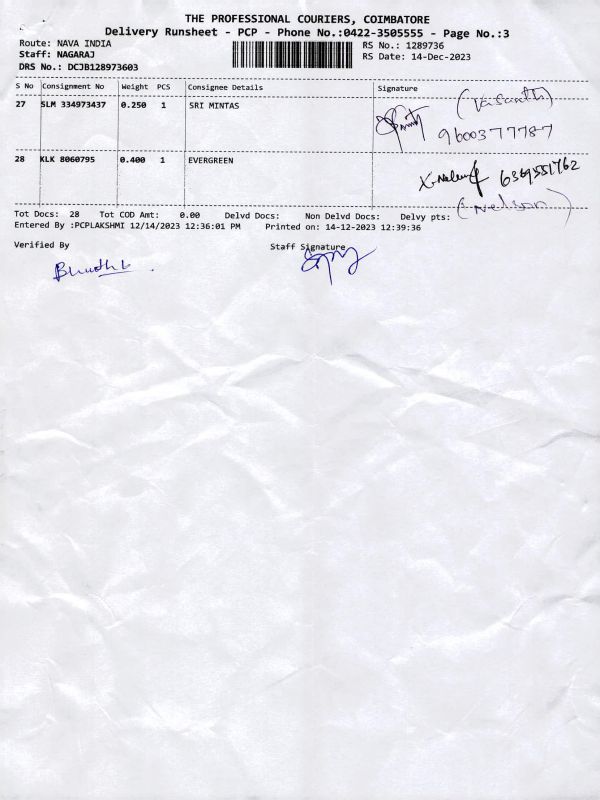 THE PROFESSIONAL COURIERS, COIMBATORE
Delivery Runsheet - PCP - Phone No.:0422-3505555 - Page No.:3
Route: NAVA INDIA
Staff: NAGARAJ
DRS No.: DCJB128973603
RS No.: 1289736
RS Date: 14-Dec-2023
S No Consignment No Weight PCS Consignee Details Signature
27 SLM 334973437 0.250 1 SRI MINTAS
(Vasanth)
9600377787
28 KLK 8060795 0.400 1 EVERGREEN
6369551762
(Nelson)
Tot Docs: 28 Tot COD Amt: 0.00 Delvd Docs: Non Delvd Docs: Delvy pts:
Entered By :PCPLAKSHMI 12/14/2023 12:36:01 PM Printed on: 14-12-2023 12:39:36
Verified By Staff Signature